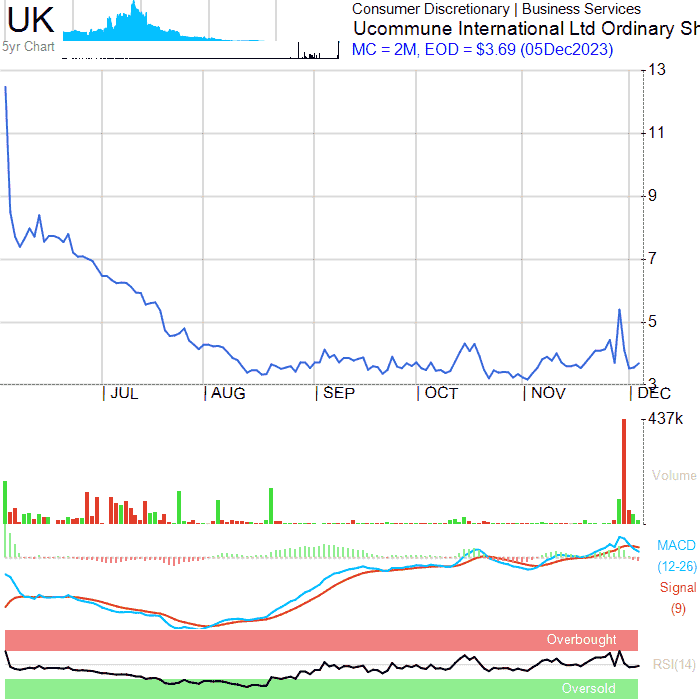 UK
5yr Chart
Consumer Discretionary | Business Services
Ucommune International Ltd Ordinary Sh
MC = 2M, EOD = $3.69 (05Dec2023)
13
11
9
7
5
3
JUL AUG SEP OCT NOV DEC
437k
Volume
MACD
(12-26)
Signal
(9)
Overbought
RSI(14)
Oversold